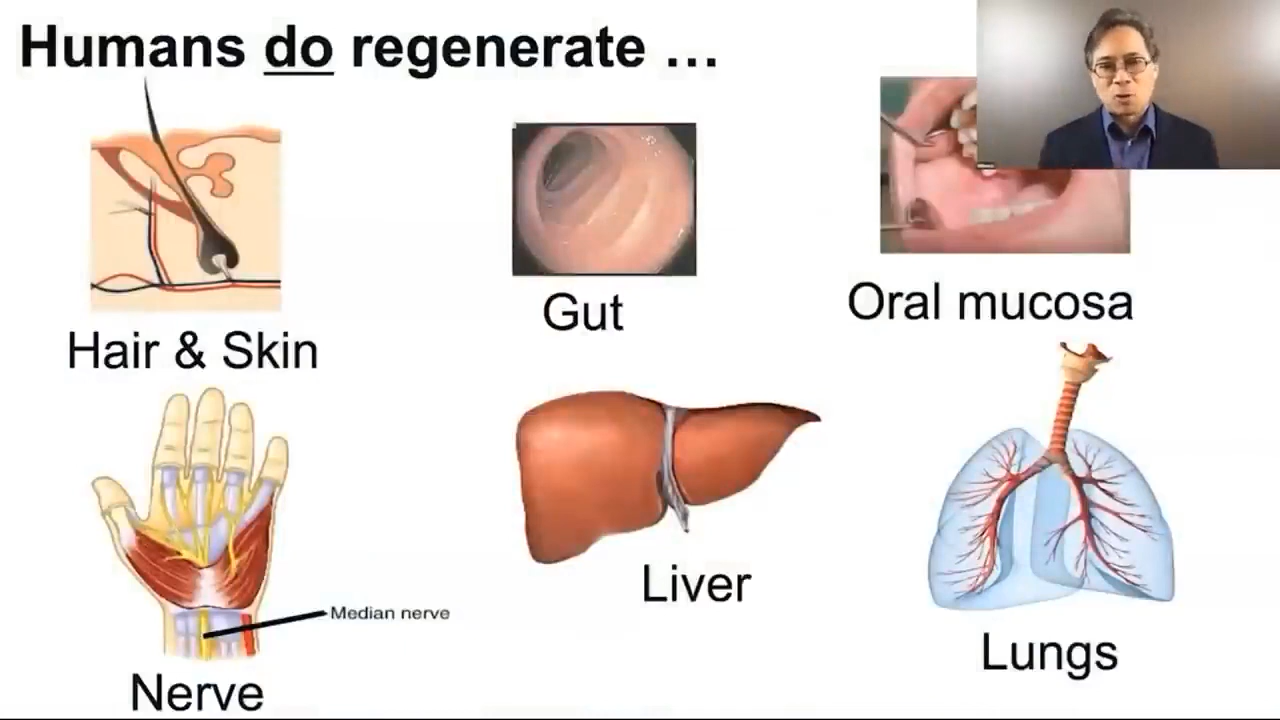 Humans do regenerate ...
Hair & Skin
Gut
Oral mucosa
Median nerve
Nerve
Liver
Lungs